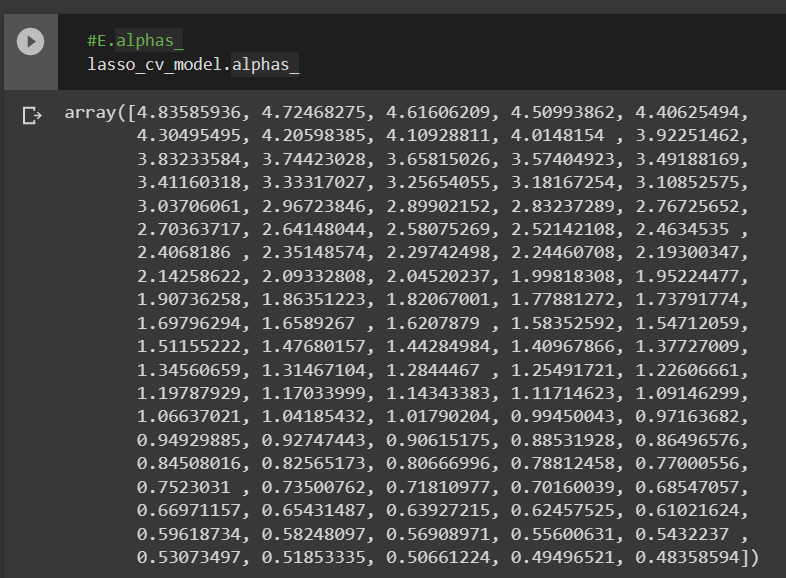 #E.alphas_
lasso_cv_model.alphas_
array([4.83585936, 4.72468275, 4.61606209, 4.50993862, 4.40625494,
4.30495495, 4.20598385, 4.10928811, 4.0148154 , 3.92251462,
3.83233584, 3.74423028, 3.65815026, 3.57404923, 3.49188169,
3.41160318, 3.33317027, 3.25654055, 3.18167254, 3.10852575,
3.03706061, 2.96723846, 2.89902152, 2.83237289, 2.76725652,
2.70363717, 2.64148044, 2.58075269, 2.52142108, 2.4634535 ,
2.4068186 , 2.35148574, 2.29742498, 2.24460708, 2.19300347,
2.14258622, 2.09332808, 2.04520237, 1.99818308, 1.95224477,
1.90736258, 1.86351223, 1.82067001, 1.77881272, 1.73791774,
1.69796294, 1.6589267 , 1.6207879 , 1.58352592, 1.54712059,
1.51155222, 1.47680157, 1.44284984, 1.40967866, 1.37727009,
1.34560659, 1.31467104, 1.2844467 , 1.25491721, 1.22606661,
1.19787929, 1.17033999, 1.14343383, 1.11714623, 1.09146299,
1.06637021, 1.04185432, 1.01790204, 0.99450043, 0.97163682,
0.94929885, 0.92747443, 0.90615175, 0.88531928, 0.86496576,
0.84508016, 0.82565173, 0.80666996, 0.78812458, 0.77000556,
0.7523031 , 0.73500762, 0.71810977, 0.70160039, 0.68547057,
0.66971157, 0.65431487, 0.63927215, 0.62457525, 0.61021624,
0.59618734, 0.58248097, 0.56908971, 0.55600631, 0.5432237 ,
0.53073497, 0.51853335, 0.50661224, 0.49496521, 0.48358594])